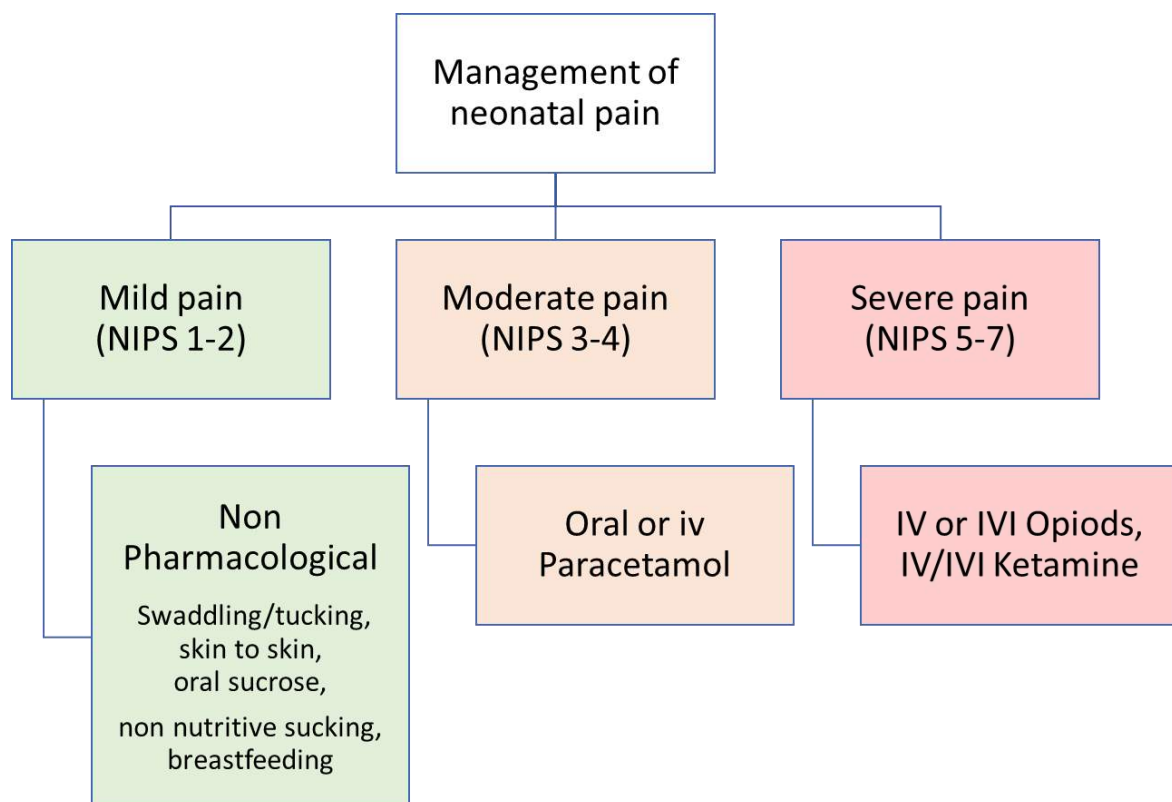 Management of
neonatal pain
Mild pain
(NIPS 1-2)
Moderate pain
(NIPS 3-4)
Severe pain
(NIPS 5-7)
Non
Pharmacological
Swaddling/tucking,
skin to skin,
oral sucrose,
non nutritive sucking,
breastfeeding
Oral or iv
Paracetamol
IV or IVI Opiods,
IV/IVI Ketamine